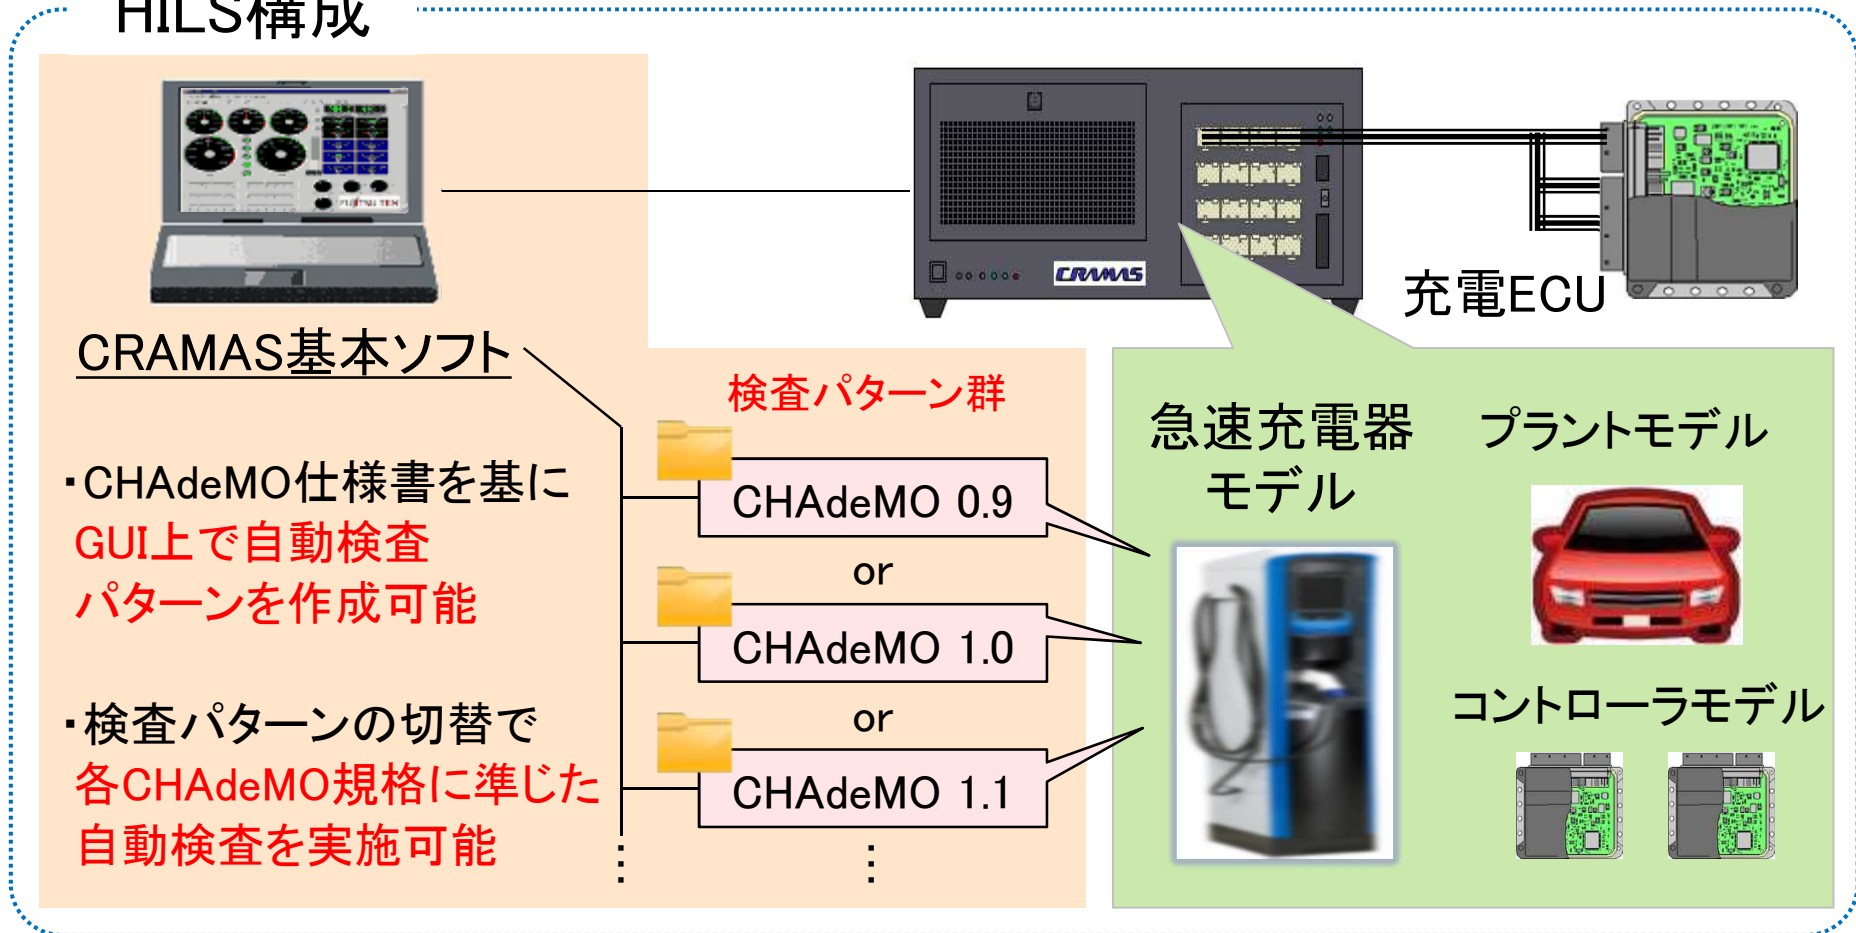 HILS構成
FUJITSU TEN
CRAMAS
充電ECU
CRAMAS基本ソフト
・CHAdeMO仕様書を基に
GUI上で自動検査
パターンを作成可能
・検査パターンの切替で
各CHAdeMO規格に準じた
自動検査を実施可能
検査パターン群
CHAdeMO 0.9
or
CHAdeMO 1.0
or
CHAdeMO 1.1
急速充電器
モデル
プラントモデル
コントローラモデル